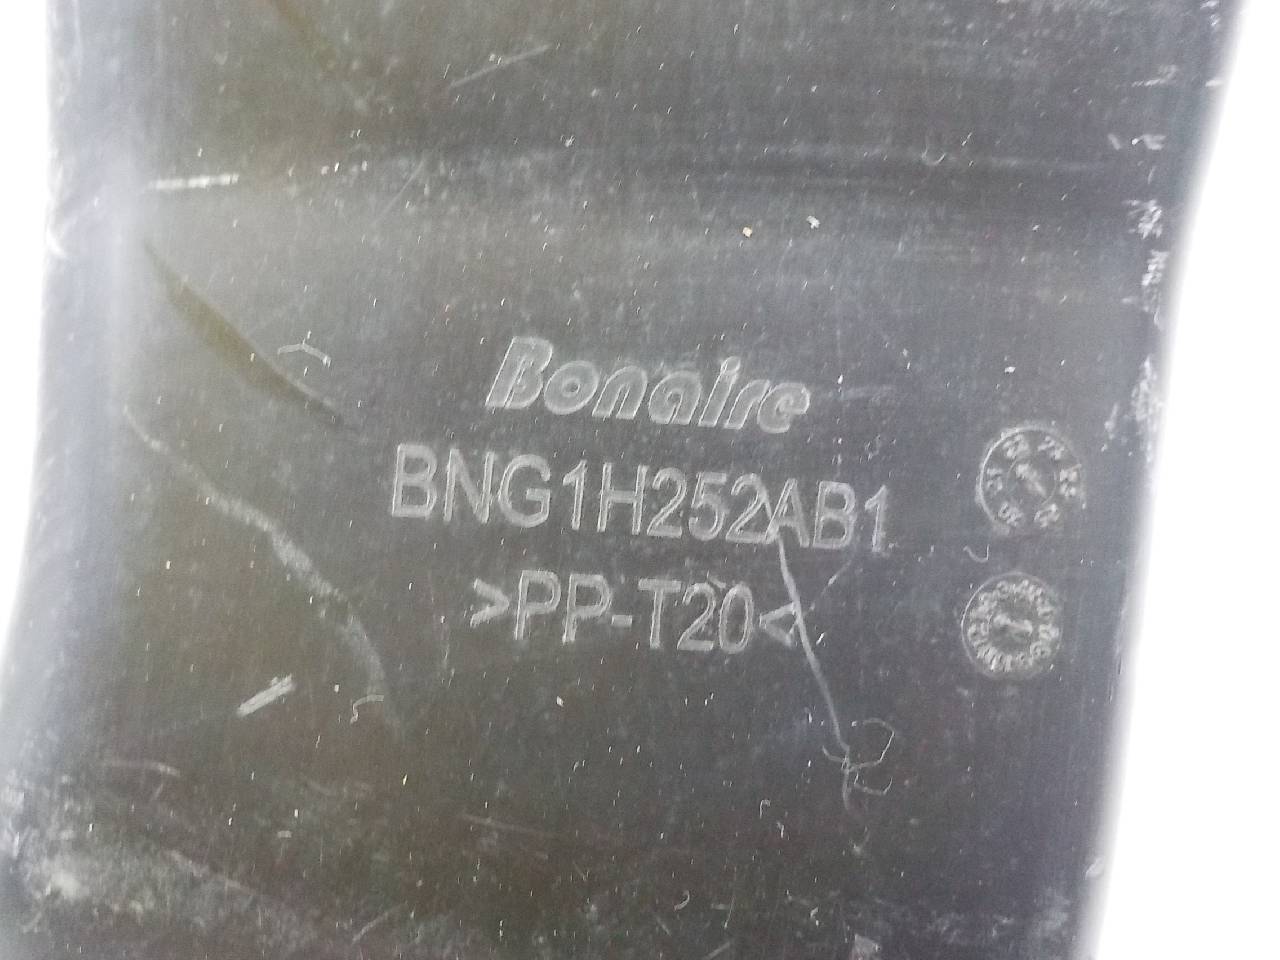 Bonaire
BNG1H252AB1
>PP-T20<